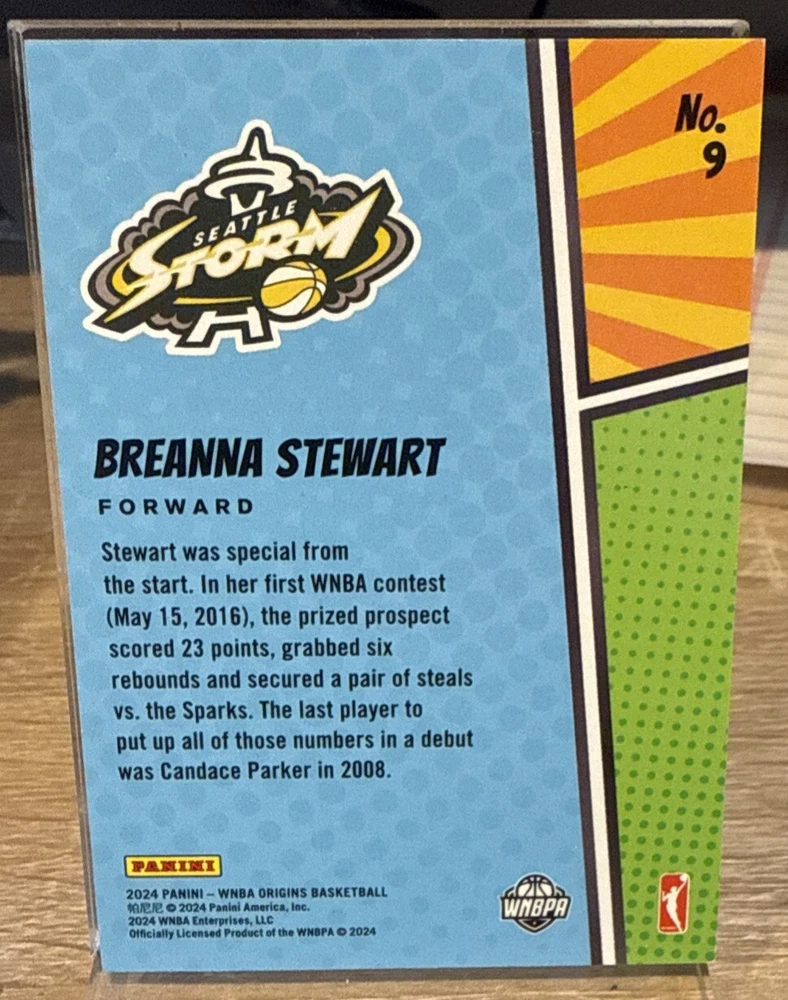 No.
9
SEATTLE
STORM
BREANNA STEWART
FORWARD
Stewart was special from
the start. In her first WNBA contest
(May 15, 2016), the prized prospect
scored 23 points, grabbed six
rebounds and secured a pair of steals
vs. the Sparks. The last player to
put up all of those numbers in a debut
was Candace Parker in 2008.
PANINI
2024 PANINI – WNBA ORIGINS BASKETBALL
帕尼尼 © 2024 Panini America, Inc.
2024 WNBA Enterprises, LLC
Officially Licensed Product of the WNBPA © 2024
WNBPA